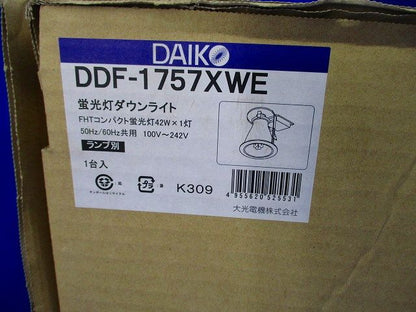 DAIKO
DDF-1757XWE
蛍光灯ダウンライト
FHTコンパクト蛍光灯42W×1灯
50Hz/60Hz共用 100V～242V
ランプ別
1台入
K309
4955620529531
大光電機株式会社